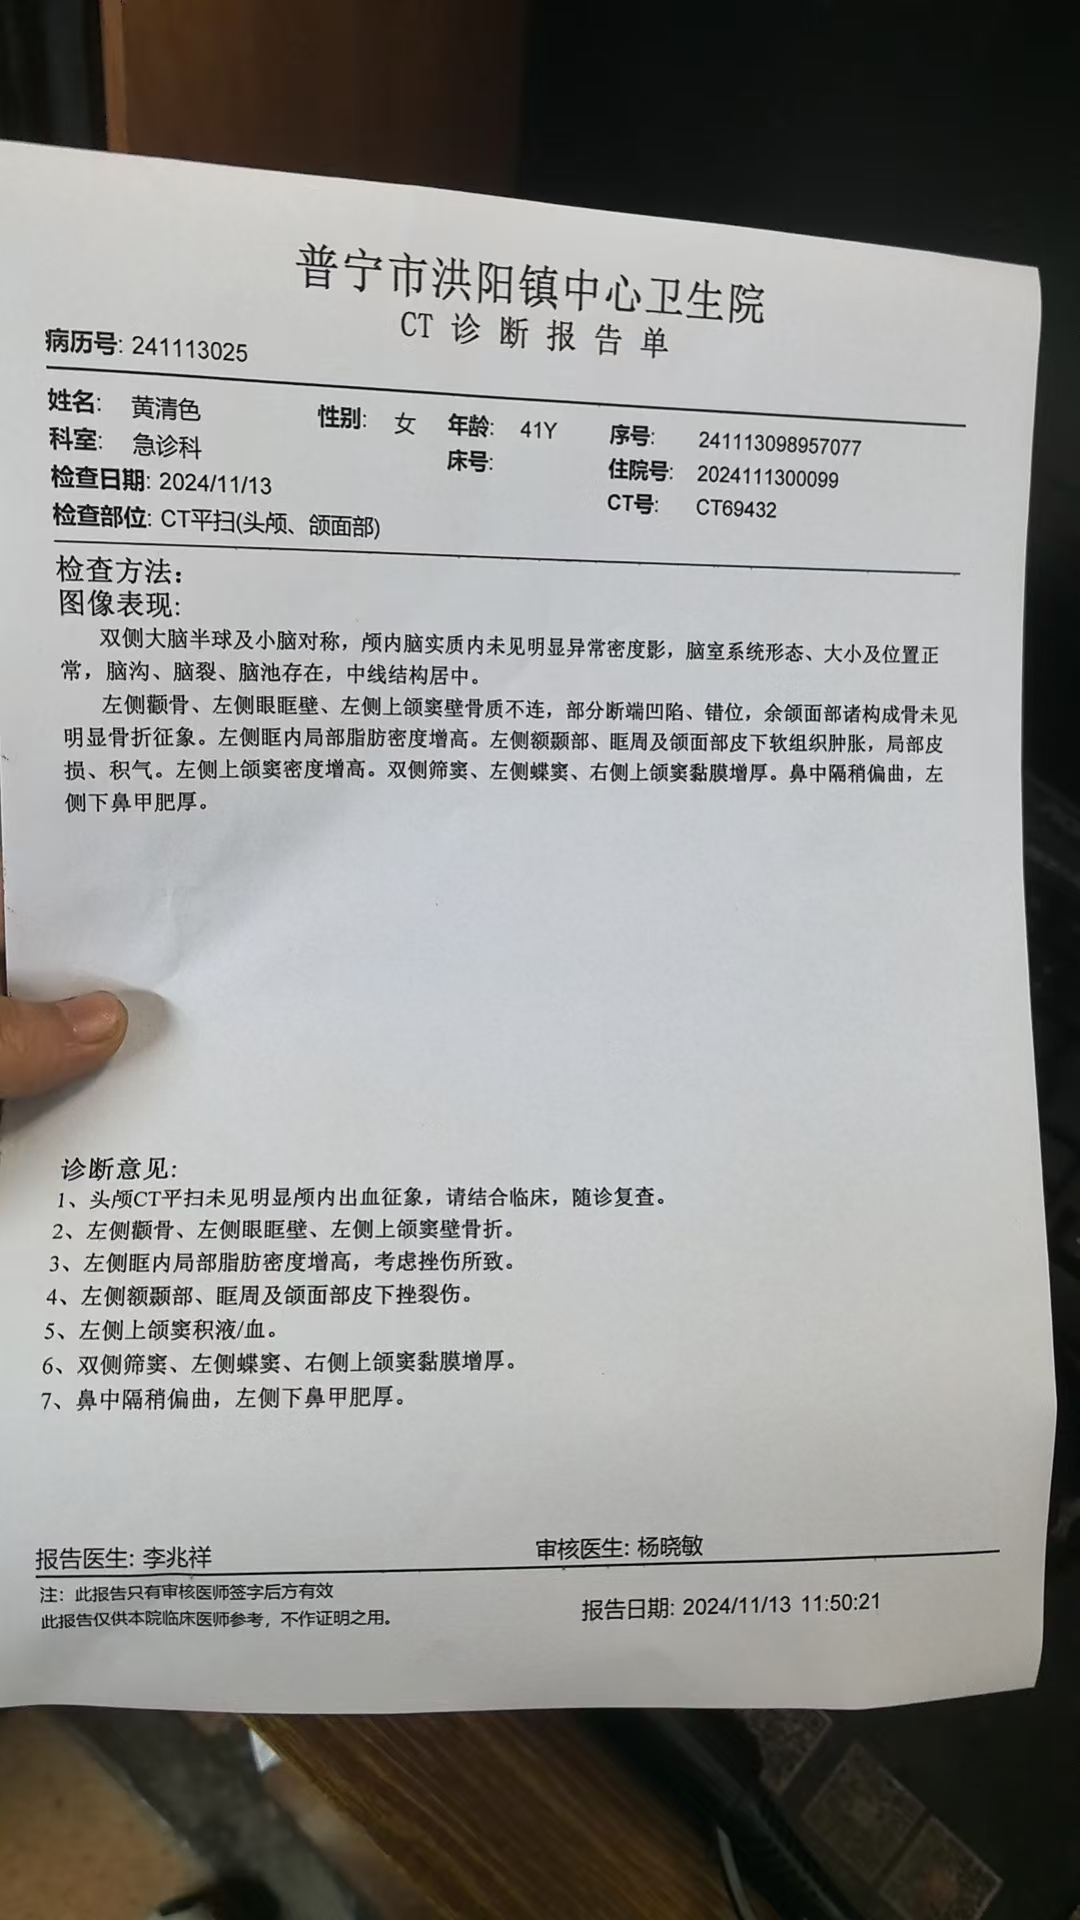 普宁市洪阳镇中心卫生院
CT 诊 断 报 告 单
病历号: 241113025
姓名: 黄清色 性别: 女 年龄: 41Y 序号: 241113098957077
科室: 急诊科 床号: 住院号: 2024111300099
检查日期: 2024/11/13 CT号: CT69432
检查部位: CT平扫(头颅、颌面部)
检查方法:
图像表现:
双侧大脑半球及小脑对称，颅内脑实质内未见明显异常密度影，脑室系统形态、大小及位置正
常，脑沟、脑裂、脑池存在，中线结构居中。
左侧颧骨、左侧眼眶壁、左侧上颌窦壁骨质不连，部分断端凹陷、错位，余颌面部诸构成骨未见
明显骨折征象。左侧眶内局部脂肪密度增高。左侧额颞部、眶周及颌面部皮下软组织肿胀，局部皮
损、积气。左侧上颌窦密度增高。双侧筛窦、左侧蝶窦、右侧上颌窦黏膜增厚。鼻中隔稍偏曲，左
侧下鼻甲肥厚。
诊断意见:
1、头颅CT平扫未见明显颅内出血征象，请结合临床，随诊复查。
2、左侧颧骨、左侧眼眶壁、左侧上颌窦壁骨折。
3、左侧眶内局部脂肪密度增高，考虑挫伤所致。
4、左侧额颞部、眶周及颌面部皮下挫裂伤。
5、左侧上颌窦积液/血。
6、双侧筛窦、左侧蝶窦、右侧上颌窦黏膜增厚。
7、鼻中隔稍偏曲，左侧下鼻甲肥厚。
报告医生: 李兆祥 审核医生: 杨晓敏
注：此报告只有审核医师签字后方有效
此报告仅供本院临床医师参考，不作证明之用。 报告日期: 2024/11/13 11:50:21